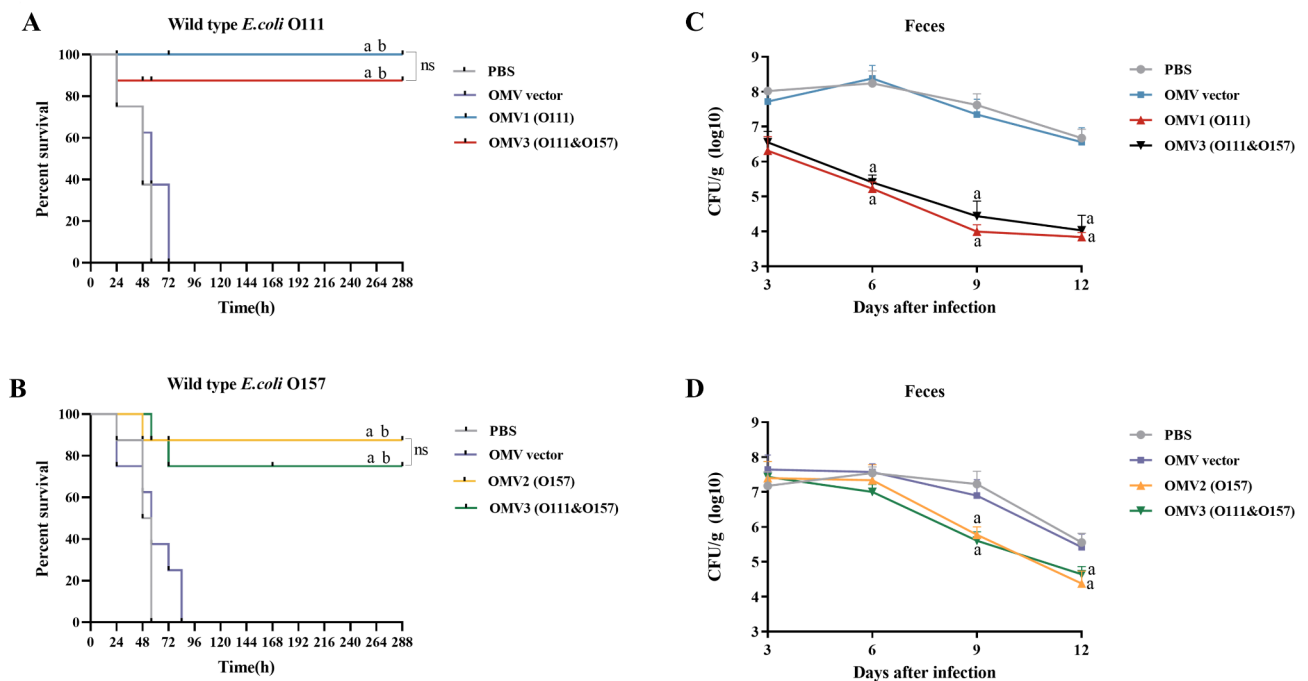 A
Wild type E.coli O111
Percent survival
100
80
60
40
20
0
0 24 48 72 96 120 144 168 192 216 240 264 288
Time(h)
a b
a b
ns
PBS
OMV vector
OMV1 (O111)
OMV3 (O111&O157)
C
Feces
CFU/g (log10)
9
8
7
6
5
4
3
3 6 9 12
Days after infection
a
a
a
a
a
a
PBS
OMV vector
OMV1 (O111)
OMV3 (O111&O157)
B
Wild type E.coli O157
Percent survival
100
80
60
40
20
0
0 24 48 72 96 120 144 168 192 216 240 264 288
Time(h)
a b
a b
ns
PBS
OMV vector
OMV2 (O157)
OMV3 (O111&O157)
D
Feces
CFU/g (log10)
9
8
7
6
5
4
3
3 6 9 12
Days after infection
a
a
a
a
PBS
OMV vector
OMV2 (O157)
OMV3 (O111&O157)